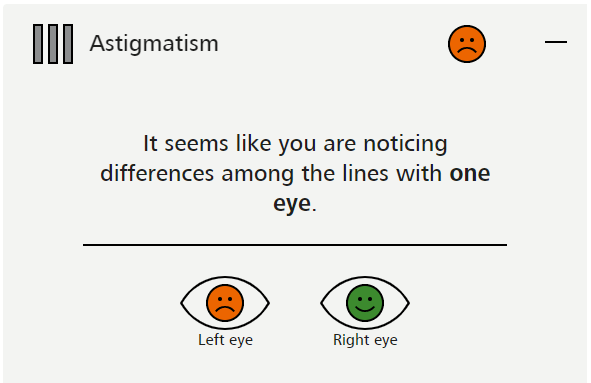 Astigmatism
It seems like you are noticing
differences among the lines with one
eye.
Left eye
Right eye